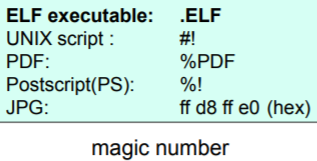 ELF executable: .ELF
UNIX script : #!
PDF: %PDF
Postscript(PS): %!
JPG: ff d8 ff e0 (hex)
magic number